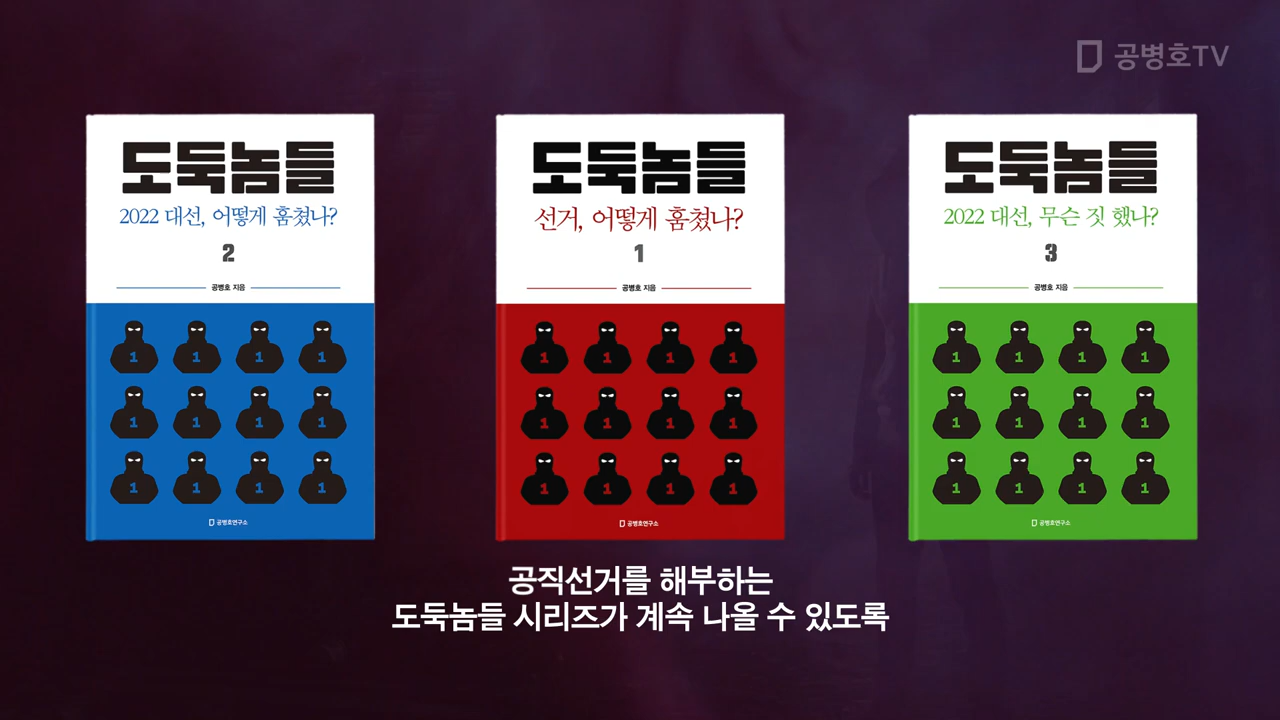 공병호TV
도둑놈들
2022 대선, 어떻게 훔쳤나?
2
공병호 지음
1 1 1 1
1 1 1 1
1 1 1 1
공병호연구소
도둑놈들
선거, 어떻게 훔쳤나?
1
공병호 지음
1 1 1 1
1 1 1 1
1 1 1 1
공병호연구소
도둑놈들
2022 대선, 무슨 짓 했나?
3
공병호 지음
1 1 1 1
1 1 1 1
1 1 1 1
공병호연구소
공직선거를 해부하는
도둑놈들 시리즈가 계속 나올 수 있도록